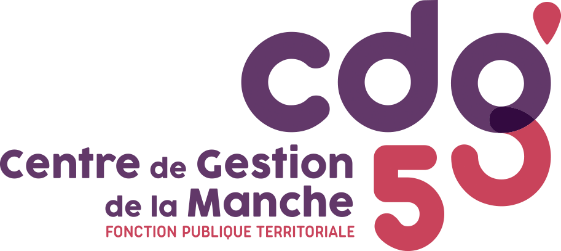 cdg
Centre de Gestion
de la Manche
FONCTION PUBLIQUE TERRITORIALE
50